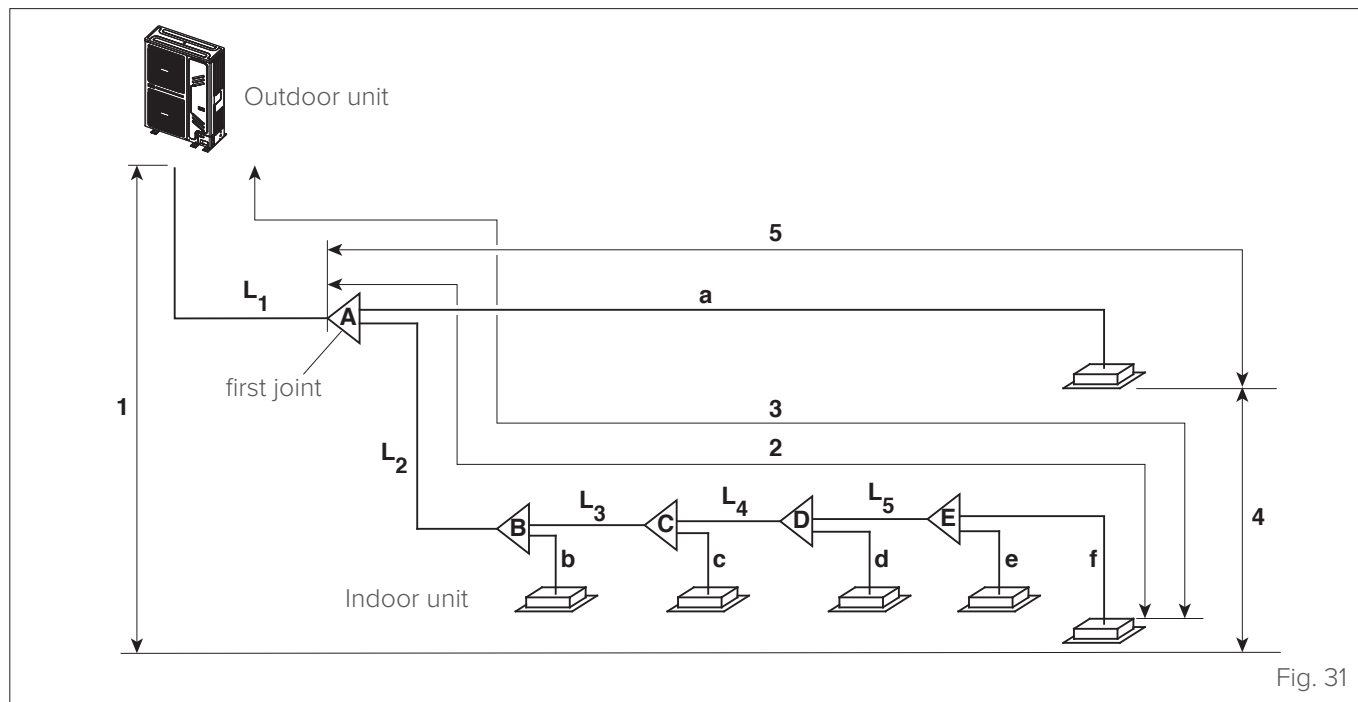 Outdoor unit
5
L1
a
A
first joint
1
3
2
L2
L3
L4
L5
4
B
C
D
E
b
c
d
e
f
Indoor unit
Fig. 31